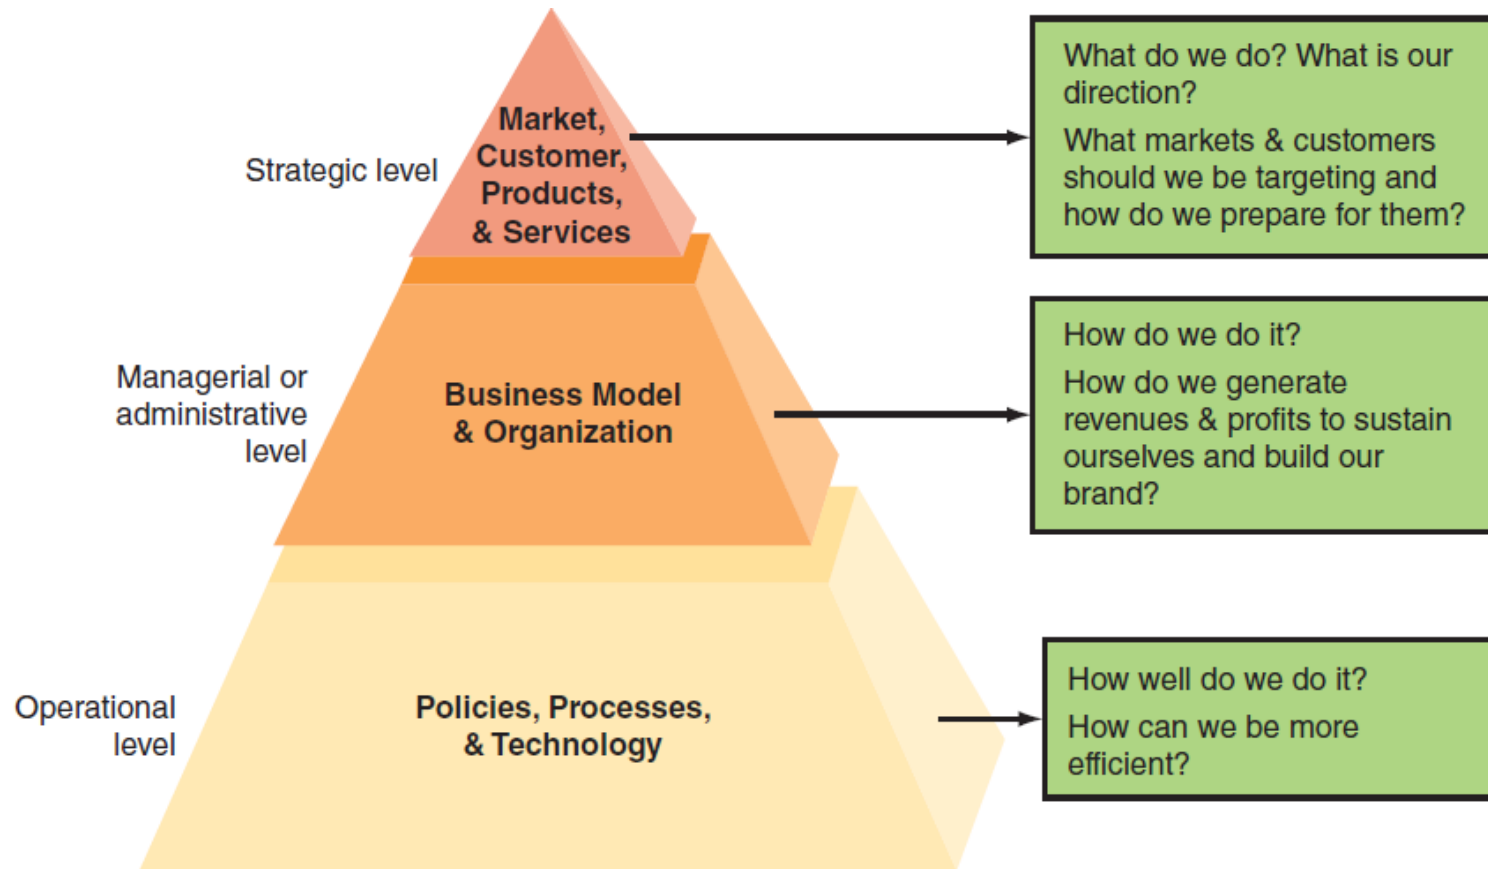 Strategic level
Market,
Customer,
Products,
& Services
What do we do? What is our
direction?
What markets & customers
should we be targeting and
how do we prepare for them?
Managerial or
administrative
level
Business Model
& Organization
How do we do it?
How do we generate
revenues & profits to sustain
ourselves and build our
brand?
Operational
level
Policies, Processes,
& Technology
How well do we do it?
How can we be more
efficient?